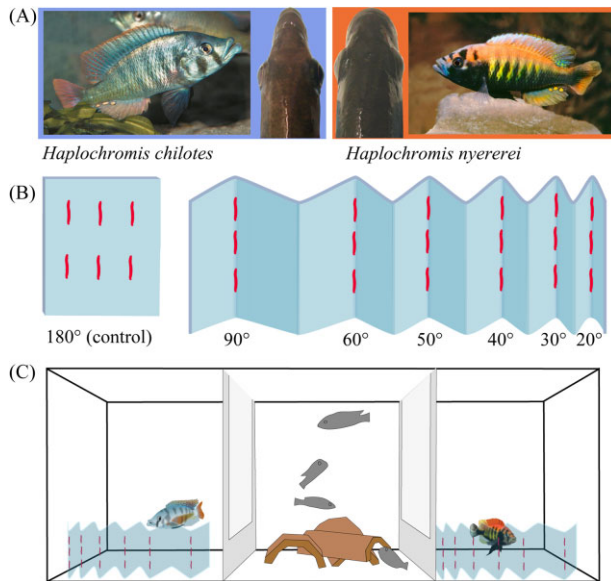 (A)
Haplochromis chilotes Haplochromis nyererei
(B)
180° (control) 90° 60° 50° 40° 30° 20°
(C)